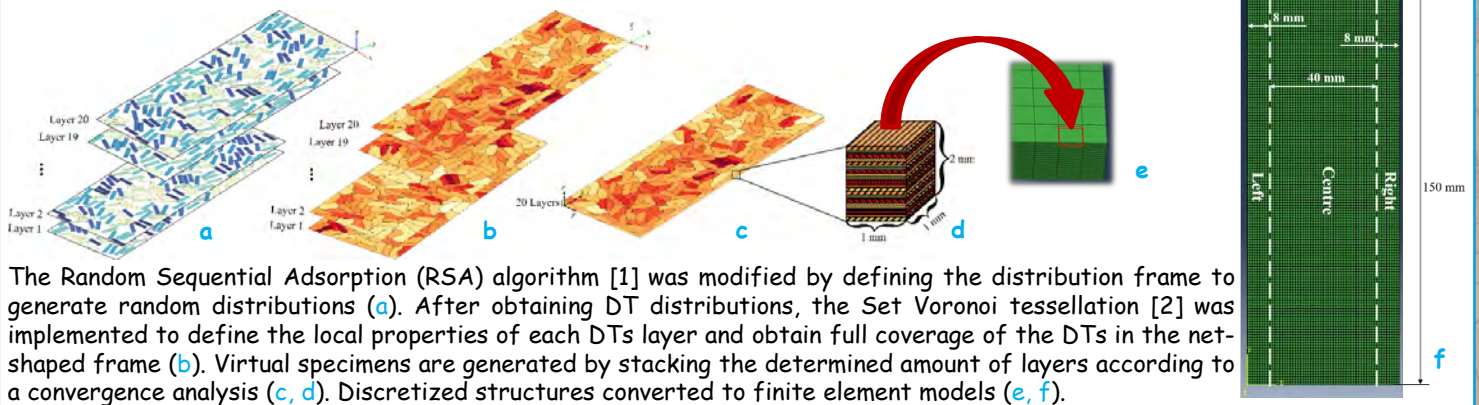 Layer 20
Layer 19
Layer 2
Layer 1
a
Layer 20
Layer 19
Layer 2
Layer 1
b
20 Layers
c
2 mm
1 mm
1 mm
d
e
8 mm
8 mm
40 mm
Left
Centre
Right
150 mm
f
The Random Sequential Adsorption (RSA) algorithm [1] was modified by defining the distribution frame to
generate random distributions (a). After obtaining DT distributions, the Set Voronoi tessellation [2] was
implemented to define the local properties of each DTs layer and obtain full coverage of the DTs in the net-
shaped frame (b). Virtual specimens are generated by stacking the determined amount of layers according to
a convergence analysis (c, d). Discretized structures converted to finite element models (e, f).